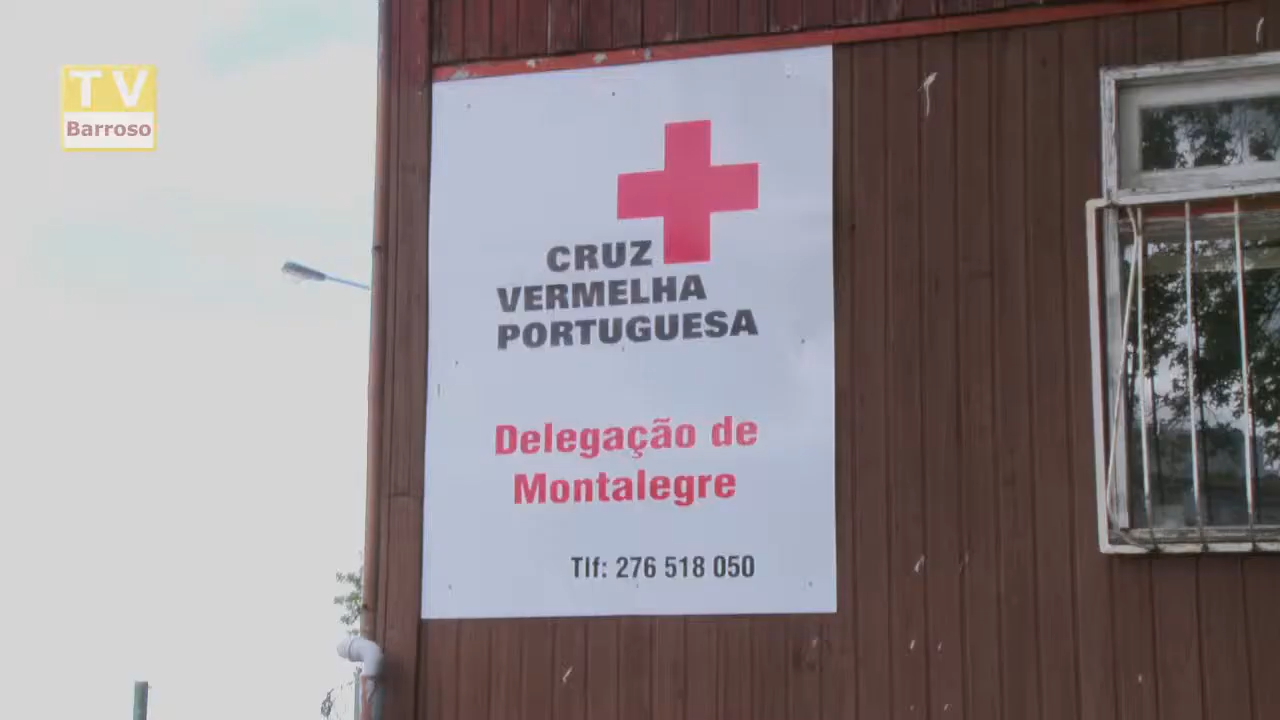 TV
Barroso
CRUZ
VERMELHA
PORTUGUESA
Delegação de
Montalegre
Tlf: 276 518 050